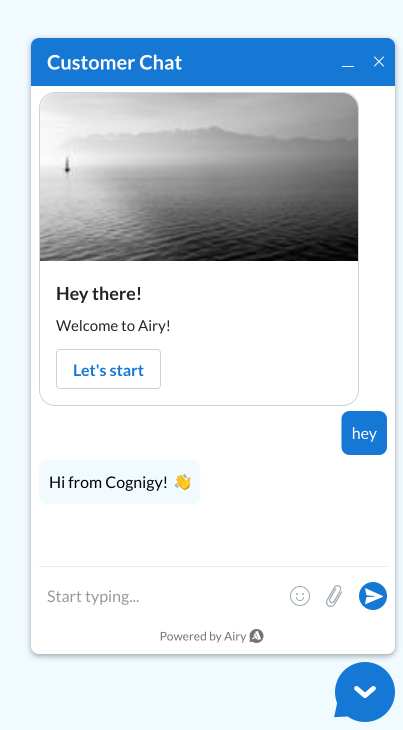 Customer Chat
Hey there!
Welcome to Airy!
Let's start
hey
Hi from Cognigy! 👋
Start typing...
Powered by Airy